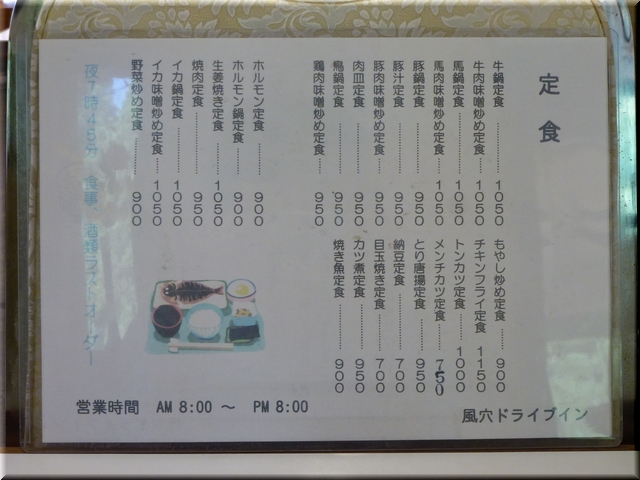 定食
牛鍋定食 ……… １０５０
牛肉味噌炒め定食 …… １０５０
馬鍋定食 ……… １０５０
馬肉味噌炒め定食 …… １０５０
豚鍋定食 ……… ９５０
豚汁定食 ……… ９５０
豚肉味噌炒め定食 …… ９５０
肉皿定食 ……… ９５０
鳥鍋定食 ……… ９５０
鶏肉味噌炒め定食 …… ９５０
もやし炒め定食 ……… ９００
チキンフライ定食 １１５０
トンカツ定食 ……… １０００
メンチカツ定食 ……… 750
とり唐揚定食 ……… ９５０
納豆定食 ……… ７００
目玉焼き定食 ……… ７００
カツ煮定食 ……… ９５０
焼き魚定食 ……… ９００
ホルモン定食 ……… ９００
ホルモン鍋定食 ……… ９００
生姜焼き定食 ……… １０５０
焼肉定食 ……… ９５０
イカ鍋定食 ……… １０５０
イカ味噌炒め定食 …… １０５０
野菜炒め定食 ……… ９００
夜７時４５分　食事、酒類ラストオーダー
営業時間　AM 8:00 ～ PM 8:00
風穴ドライブイン